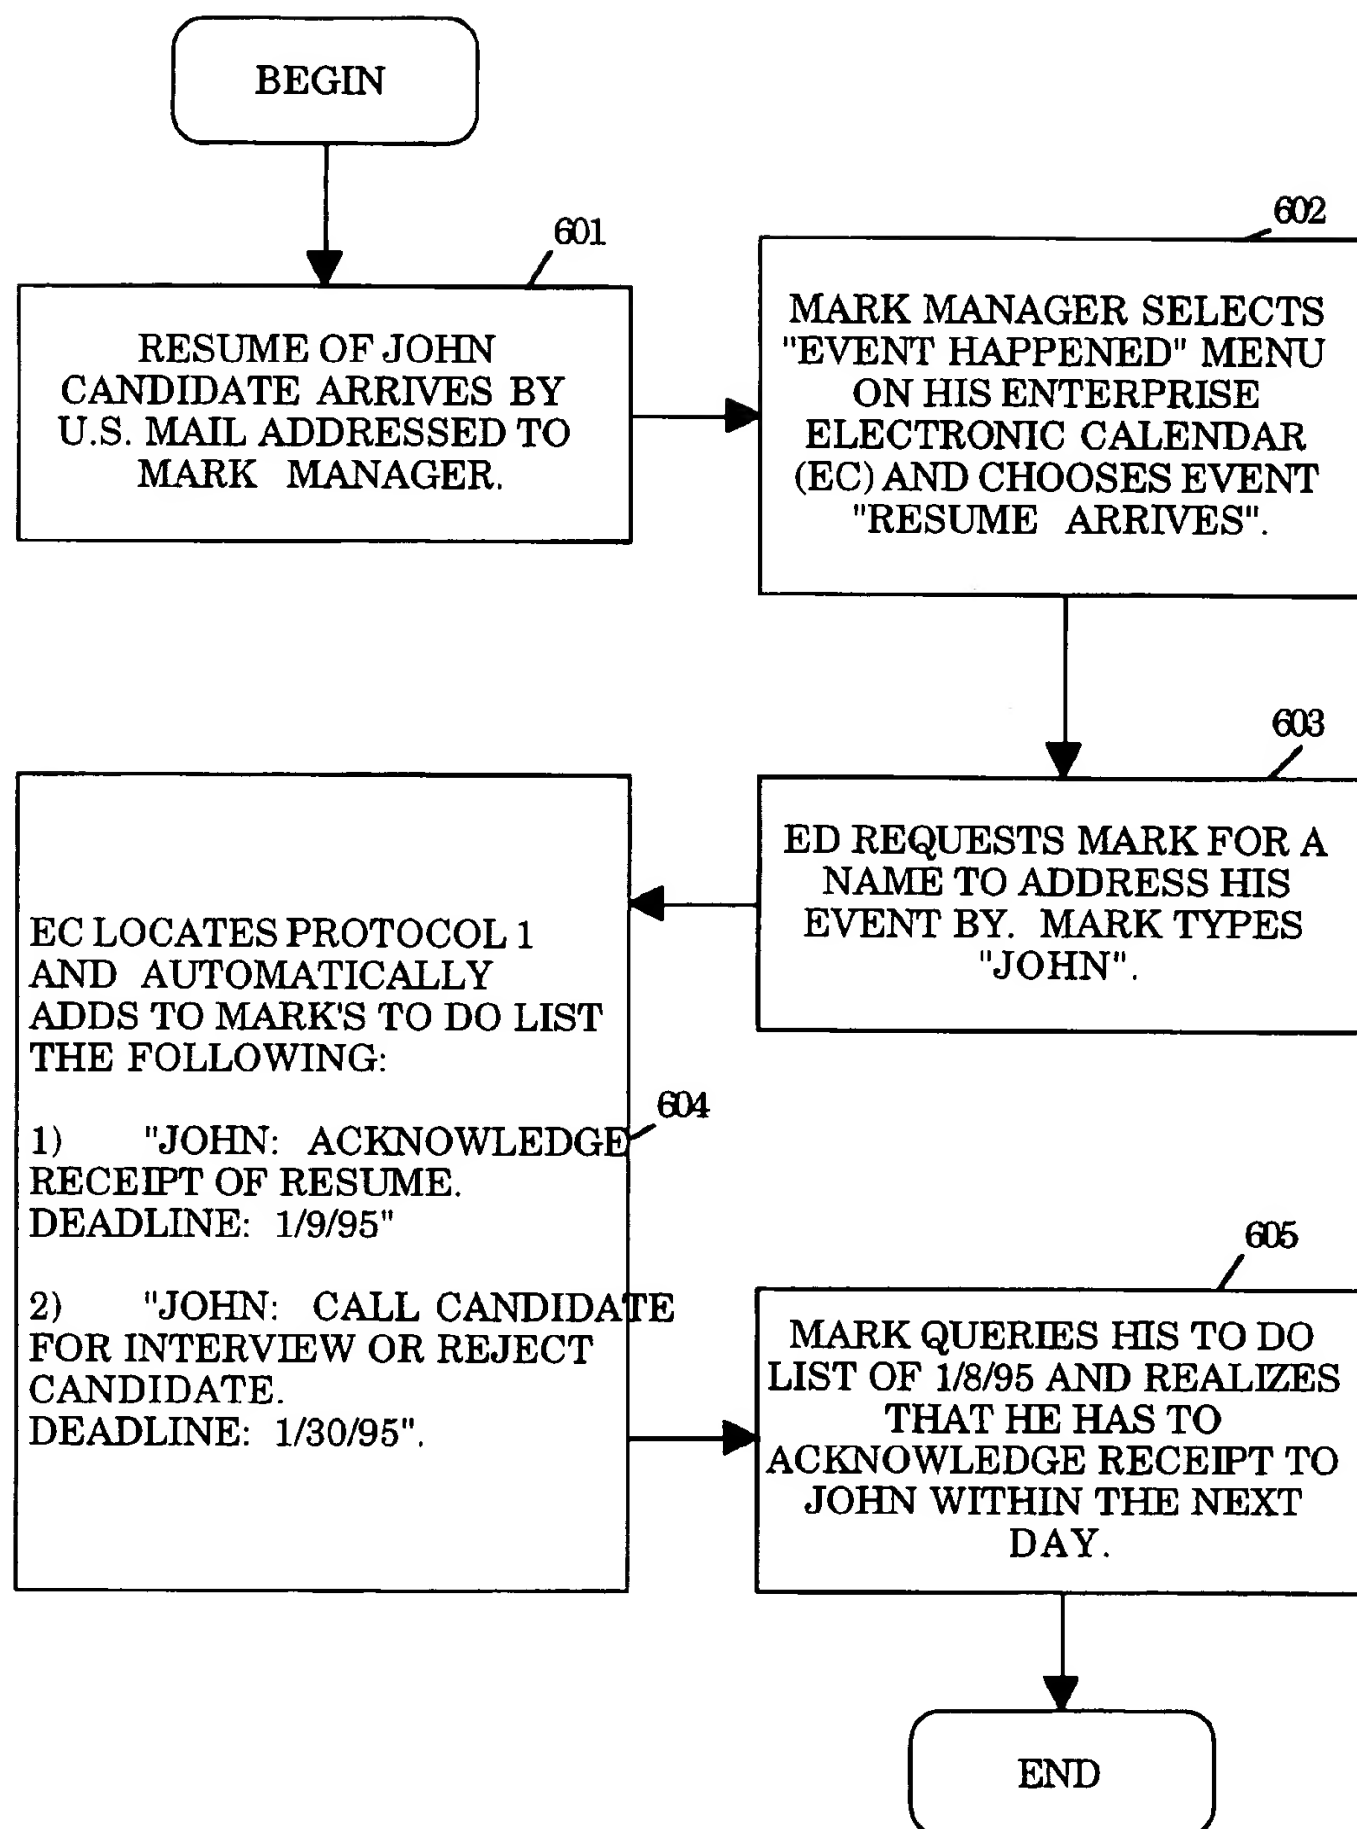 BEGIN
601
RESUME OF JOHN
CANDIDATE ARRIVES BY
U.S. MAIL ADDRESSED TO
MARK MANAGER.
602
MARK MANAGER SELECTS
"EVENT HAPPENED" MENU
ON HIS ENTERPRISE
ELECTRONIC CALENDAR
(EC) AND CHOOSES EVENT
"RESUME ARRIVES".
603
ED REQUESTS MARK FOR A
NAME TO ADDRESS HIS
EVENT BY. MARK TYPES
"JOHN".
604
EC LOCATES PROTOCOL 1
AND AUTOMATICALLY
ADDS TO MARK'S TO DO LIST
THE FOLLOWING:
1) "JOHN: ACKNOWLEDGE
RECEIPT OF RESUME.
DEADLINE: 1/9/95"
2) "JOHN: CALL CANDIDATE
FOR INTERVIEW OR REJECT
CANDIDATE.
DEADLINE: 1/30/95".
605
MARK QUERIES HIS TO DO
LIST OF 1/8/95 AND REALIZES
THAT HE HAS TO
ACKNOWLEDGE RECEIPT TO
JOHN WITHIN THE NEXT
DAY.
END